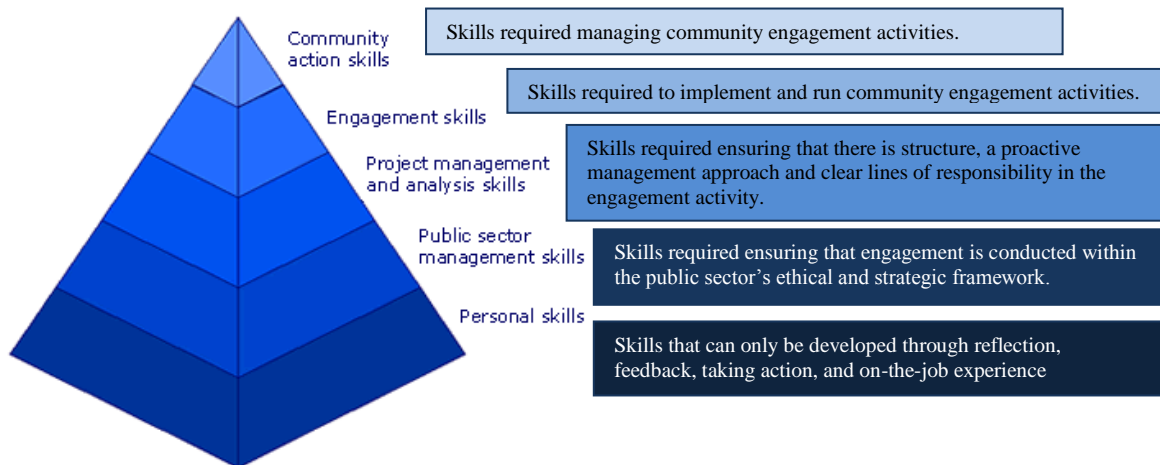 Community
action skills
Skills required managing community engagement activities.
Engagement skills
Skills required to implement and run community engagement activities.
Project management
and analysis skills
Skills required ensuring that there is structure, a proactive
management approach and clear lines of responsibility in the
engagement activity.
Public sector
management skills
Skills required ensuring that engagement is conducted within
the public sector’s ethical and strategic framework.
Personal skills
Skills that can only be developed through reflection,
feedback, taking action, and on-the-job experience